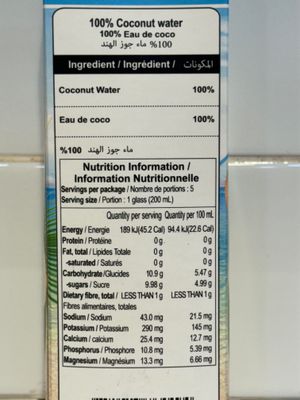 100% Coconut water
100% Eau de coco
%100 ماء جوز الهند
Ingredient / Ingrédient / المكونات
Coconut Water 100%
Eau de coco 100%
%100 ماء جوز الهند
Nutrition Information /
Information Nutritionnelle
Servings per package / Nombre de portions : 5
Serving size / Portion : 1 glass (200 mL)
Quantity per serving Quantity per 100 mL
Energy / Energie 189 kJ(45.2 Cal) 94.4 kJ(22.6 Cal)
Protein / Protéine 0 g 0 g
Fat, total / Lipides Totale 0 g 0 g
-saturated / Saturés 0 g 0 g
Carbohydrate/Glucides 10.9 g 5.47 g
-sugars / Sucre 9.98 g 4.99 g
Dietary fibre, total / LESS THAN 1 g LESS THAN 1 g
Fibres alimentaires, totales
Sodium / Sodium 43.0 mg 21.5 mg
Potassium / Potassium 290 mg 145 mg
Calcium / calcium 25.4 mg 12.7 mg
Phosphorus / Phosphore 10.8 mg 5.39 mg
Magnesium / Magnésium 13.3 mg 6.66 mg